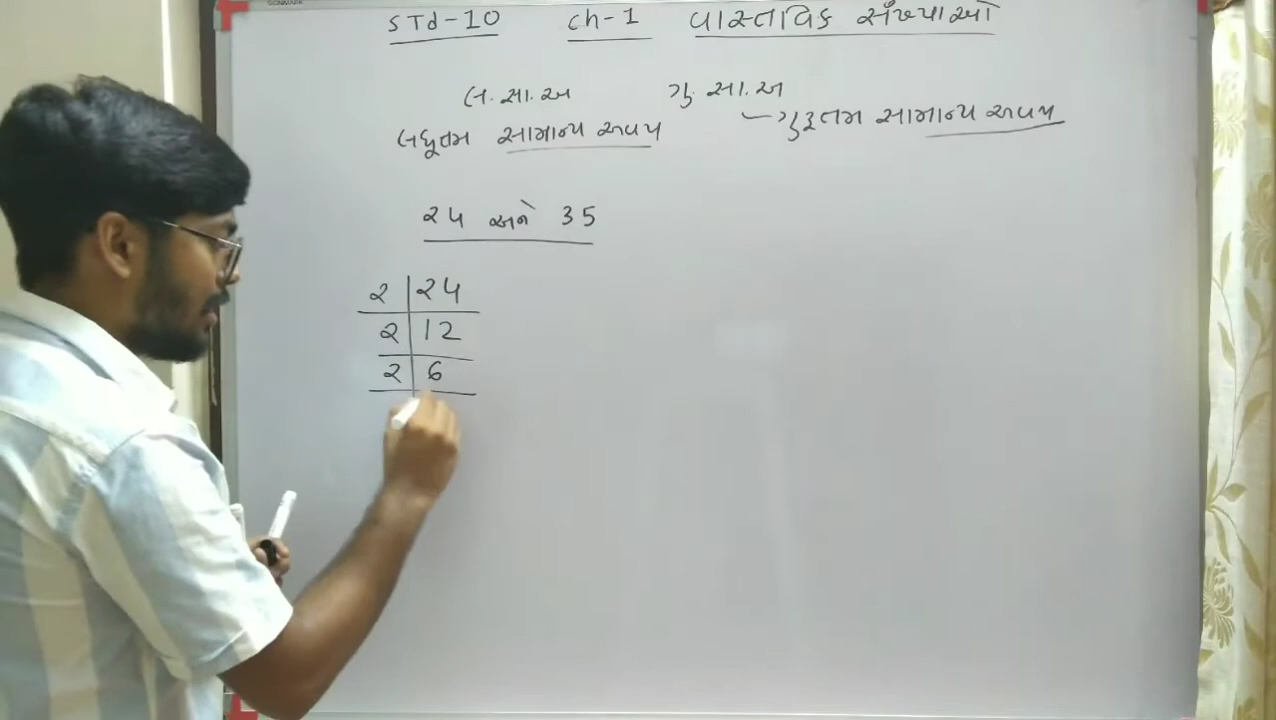 STd-10 Ch-1 વાસ્તવિક સંખ્યાઓ
લ. સા. અ ગુ. સા. અ
લઘુતમ સામાન્ય અવયવ - ગુરૂતમ સામાન્ય અવયવ
24 અને 35
2 | 24
2 | 12
2 | 6